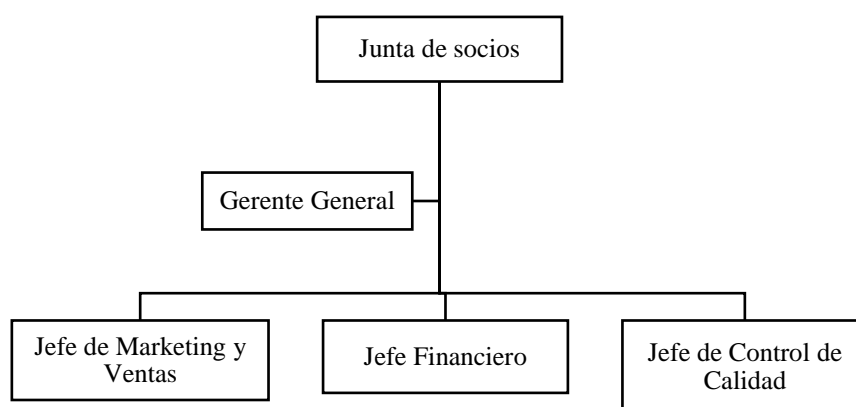 Junta de socios
Gerente General
Jefe de Marketing y
Ventas
Jefe Financiero
Jefe de Control de
Calidad